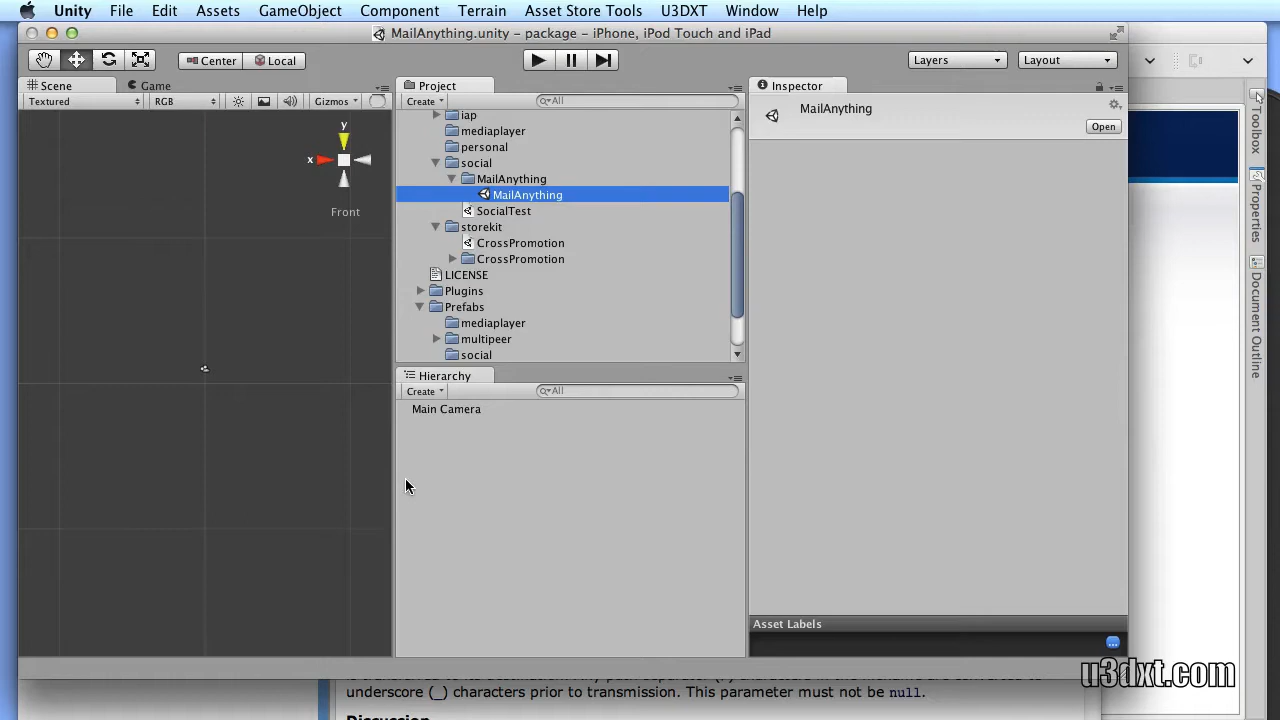 Unity File Edit Assets GameObject Component Terrain Asset Store Tools U3DXT Window Help
MailAnything.unity - package - iPhone, iPod Touch and iPad
Center Local Layers Layout
Scene Game
Textured RGB Gizmos
y
x
Front
Project
Create All
iap
mediaplayer
personal
social
MailAnything
MailAnything
SocialTest
storekit
CrossPromotion
CrossPromotion
LICENSE
Plugins
Prefabs
mediaplayer
multipeer
social
Hierarchy
Create All
Main Camera
Inspector
MailAnything
Open
Asset Labels
Toolbox
Properties
Document Outline
u3dxt.com
underscore (_) characters prior to transmission. This parameter must not be null.